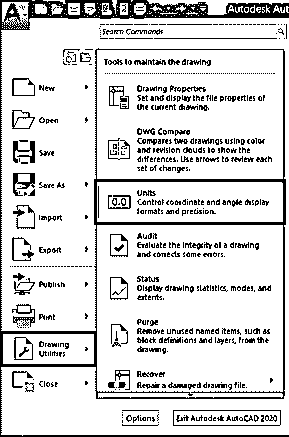 Autodesk Aut
Search Commands
Tools to maintain the drawing
New
Open
Save
Save As
Import
Export
Publish
Print
Drawing
Utilities
Close
Drawing Properties
Set and display the file properties of
the current drawing.
DWG Compare
Compares two drawings using color
and revision clouds to show the
differences. Use arrows to review each
set of changes.
0.0
Units
Control coordinate and angle display
formats and precision.
Audit
Evaluate the integrity of a drawing
and corrects some errors.
Status
Display drawing statistics, modes, and
extents.
Purge
Remove unused named items, such as
block definitions and layers, from the
drawing.
Recover
Repair a damaged drawing file.
Options
Exit Autodesk AutoCAD 2020